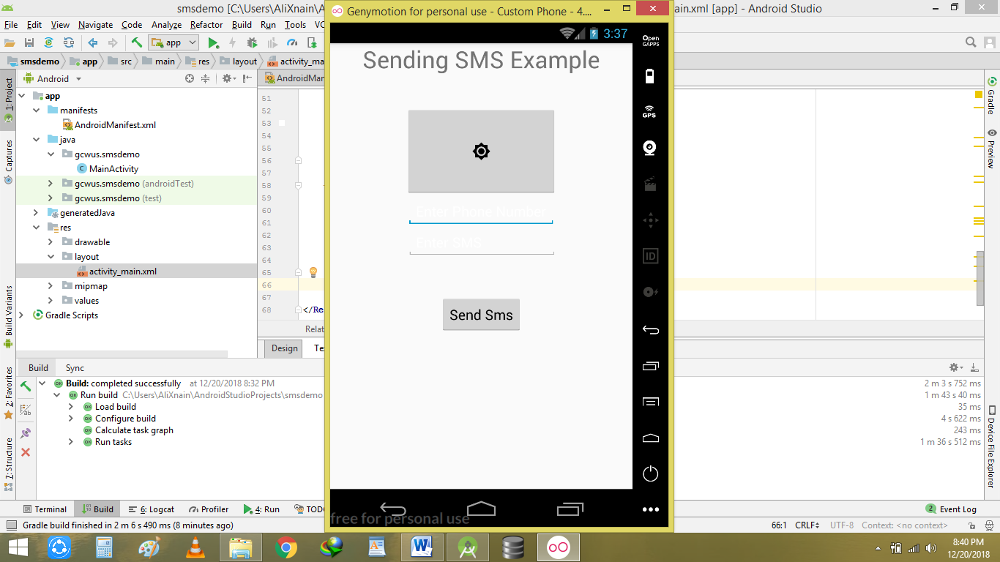 smsdemo [C:\Users\AliXnain\A
Genymotion for personal use - Custom Phone - 4....
ain.xml [app] - Android Studio
File Edit View Navigate Code Analyze Refactor Build Run Tools VC
app
smsdemo app src main res layout activity_ma
Android
AndroidMan
1: Project
Captures
Build Variants
2: Favorites
7: Structure
app
manifests
AndroidManifest.xml
java
gcwus.smsdemo
MainActivity
gcwus.smsdemo (androidTest)
gcwus.smsdemo (test)
generatedJava
res
drawable
layout
activity_main.xml
mipmap
values
Gradle Scripts
51
52
53
54
55
56
57
58
59
60
61
62
63
64
65
66
67
68
</Re
Relat
Design Te
3:37
Sending SMS Example
Enter Phone Number
Enter SMS
Send Sms
free for personal use
Open
GAPPS
GPS
ID
Gradle
Preview
Device File Explorer
Build Sync
Build: completed successfully at 12/20/2018 8:32 PM
2 m 3 s 752 ms
Run build C:\Users\AliXnain\AndroidStudioProjects\smsdemo
1 m 43 s 40 ms
Load build
35 ms
Configure build
4 s 622 ms
Calculate task graph
243 ms
Run tasks
1 m 36 s 512 ms
Terminal Build 6: Logcat Profiler 4: Run TODO
2 Event Log
Gradle build finished in 2 m 6 s 490 ms (8 minutes ago)
66:1 CRLF UTF-8 Context: <no context>
8:40 PM
12/20/2018